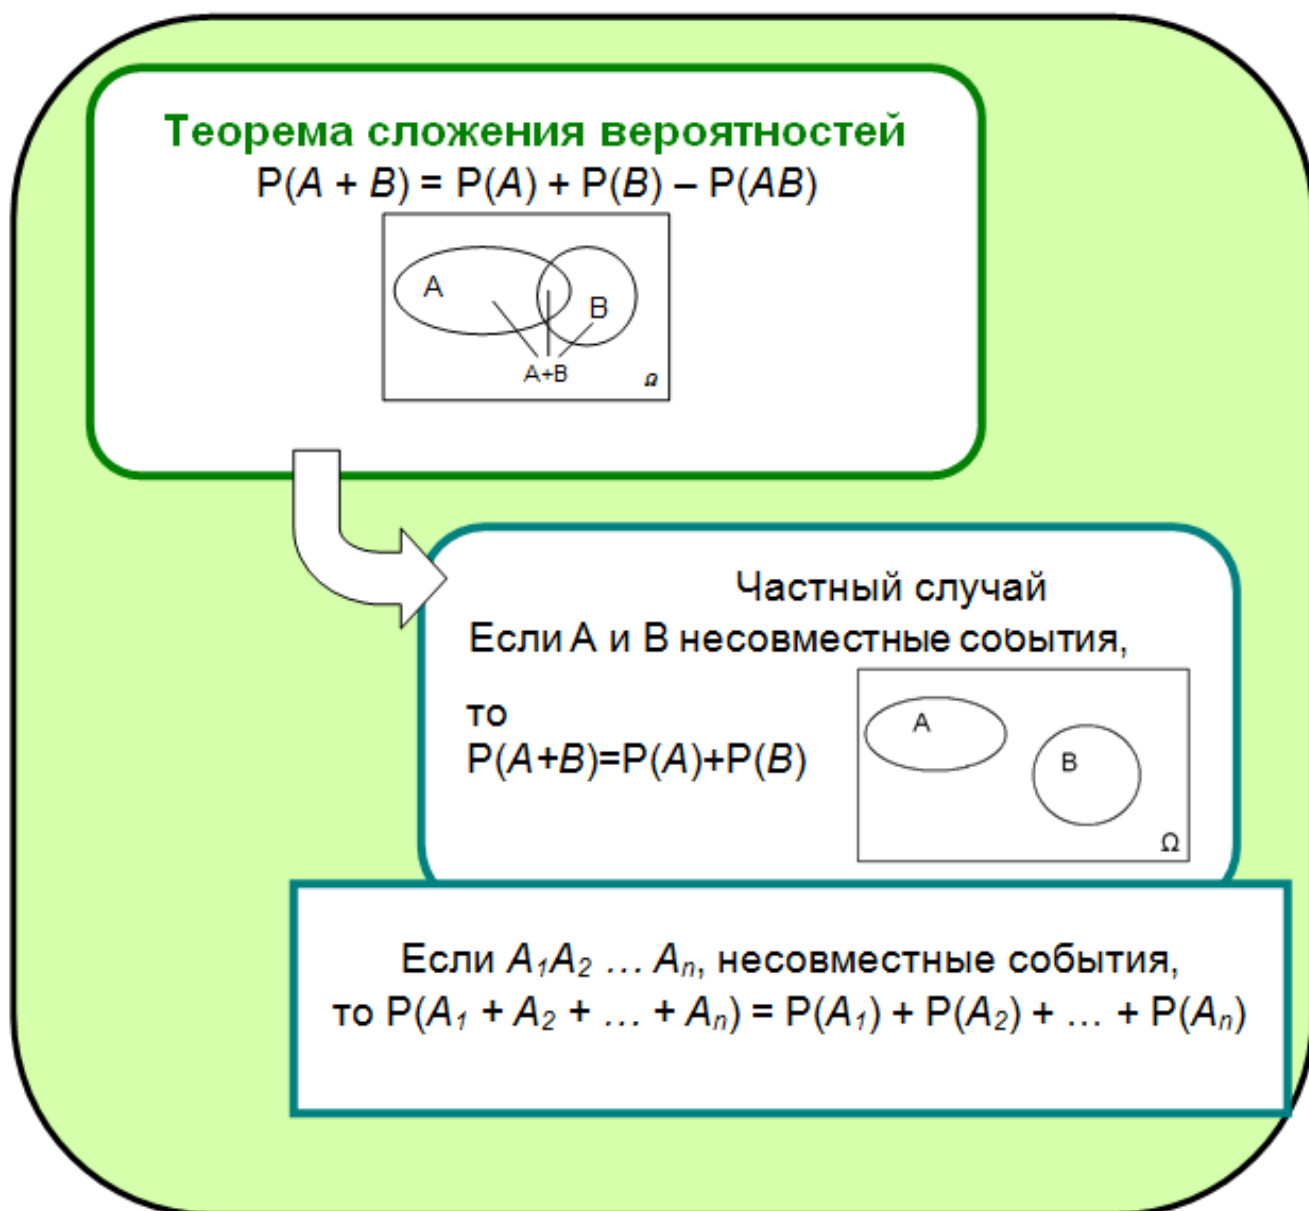 Теорема сложения вероятностей
P(A + B) = P(A) + P(B) – P(AB)
A
B
A+B
Ω
Частный случай
Если A и B несовместные события,
то
P(A+B)=P(A)+P(B)
A
B
Ω
Если A₁A₂ … Aₙ, несовместные события,
то P(A₁ + A₂ + … + Aₙ) = P(A₁) + P(A₂) + … + P(Aₙ)